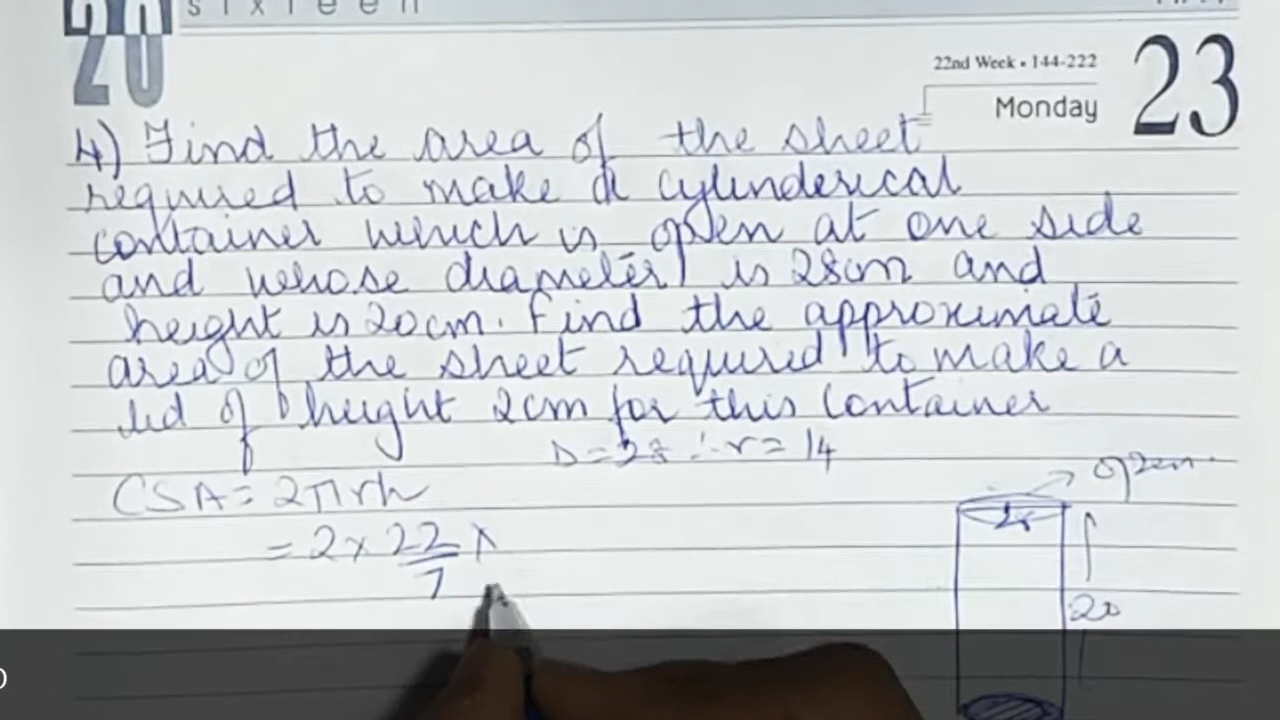 20
sixteen
22nd Week • 144-222
Monday
23
4) Find the area of the sheet
required to make a cylinderical
container which is open at one side
and whose diameter is 28cm and
height is 20cm. Find the approximate
area of the sheet required to make a
lid of height 2cm for this container
D=28 ∴ r = 14
CSA = 2πrh
= 2 × 22/7 ×
open
28
20